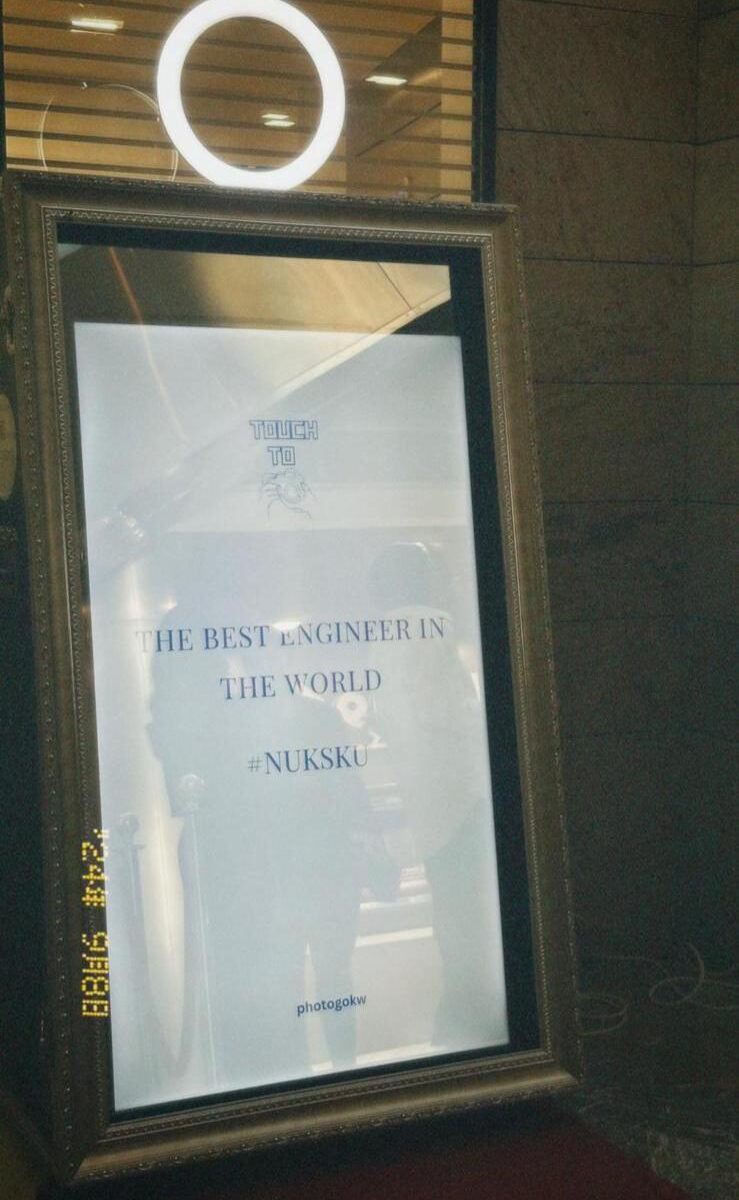 TOUCH
TO
THE BEST ENGINEER IN
THE WORLD
#NUKSKU
photogokw